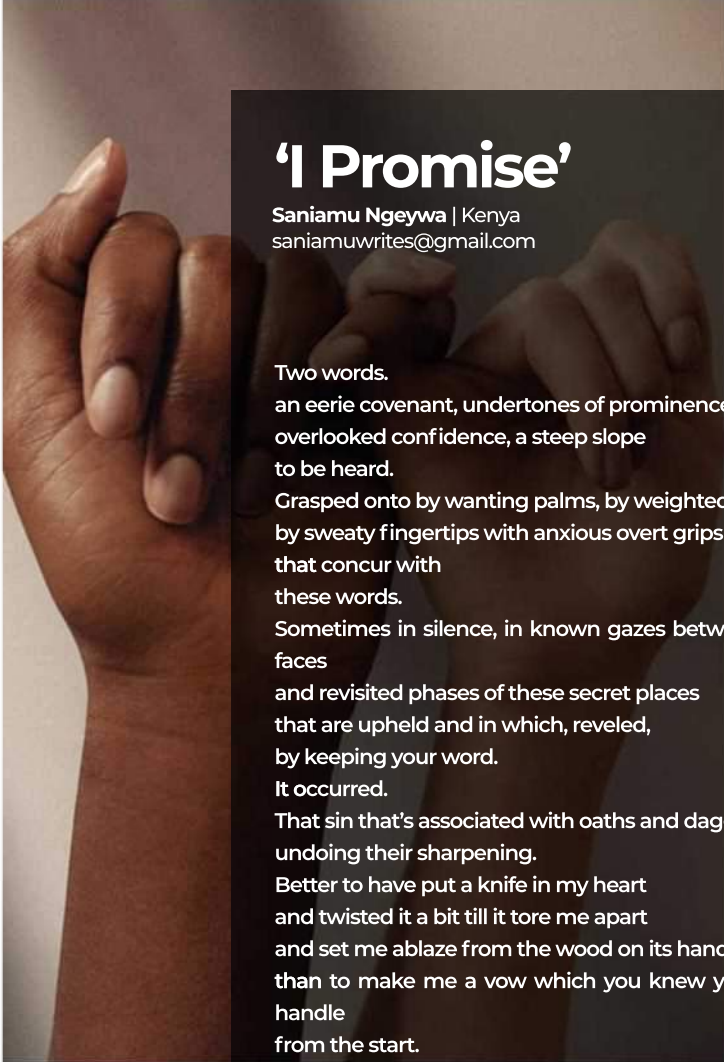 ‘I Promise’
Saniamu Ngeywa | Kenya
saniamuwrites@gmail.com
Two words.
an eerie covenant, undertones of prominence
overlooked confidence, a steep slope
to be heard.
Grasped onto by wanting palms, by weighted
by sweaty fingertips with anxious overt grips
that concur with
these words.
Sometimes in silence, in known gazes
faces
and revisited phases of these secret places
that are upheld and in which, reveled,
by keeping your word.
It occurred.
That sin that’s associated with oaths and
undoing their sharpening.
Better to have put a knife in my heart
and twisted it a bit till it tore me apart
and set me ablaze from the wood on its
than to make me a vow which you knew
handle
from the start.